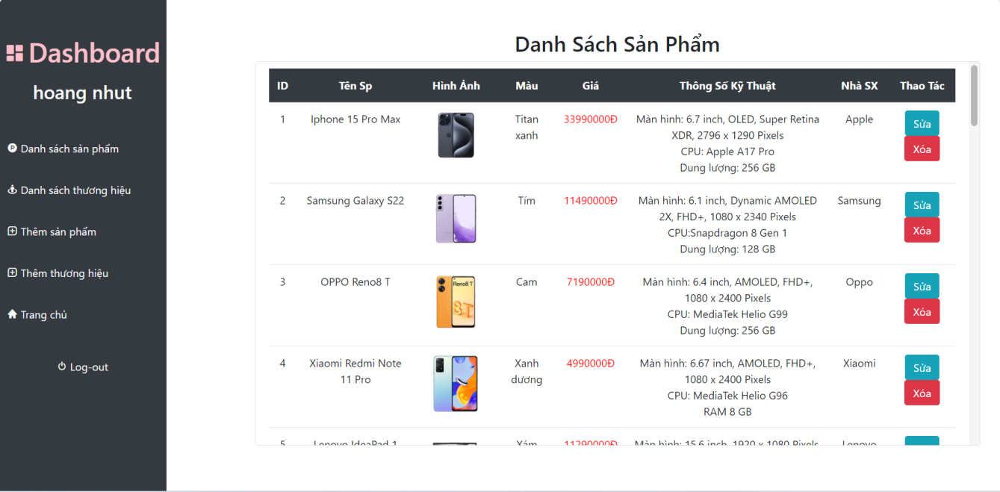 Dashboard
hoang nhut
Danh sách sản phẩm
Danh sách thương hiệu
Thêm sản phẩm
Thêm thương hiệu
Trang chủ
Log-out
Danh Sách Sản Phẩm
ID Tên Sp Hình Ảnh Màu Giá Thông Số Kỹ Thuật Nhà SX Thao Tác
1 Iphone 15 Pro Max Titan 33990000Đ Màn hình: 6.7 inch, OLED, Super Retina Apple Sửa
xanh XDR, 2796 x 1290 Pixels
CPU: Apple A17 Pro Xóa
Dung lượng: 256 GB
2 Samsung Galaxy S22 Tím 11490000Đ Màn hình: 6.1 inch, Dynamic AMOLED Samsung Sửa
2X, FHD+, 1080 x 2340 Pixels
CPU:Snapdragon 8 Gen 1 Xóa
Dung lượng: 128 GB
3 OPPO Reno8 T Reno8 T Cam 7190000Đ Màn hình: 6.4 inch, AMOLED, FHD+, Oppo Sửa
1080 x 2400 Pixels
8T CPU: MediaTek Helio G99 Xóa
Dung lượng: 256 GB
4 Xiaomi Redmi Note Xanh 4990000Đ Màn hình: 6.67 inch, AMOLED, FHD+, Xiaomi Sửa
11 Pro dương 1080 x 2400 Pixels
CPU: MediaTek Helio G96 Xóa
RAM 8 GB
5 Lenovo IdeaPad 1 Xám 11290000Đ Màn hình: 15.6 inch, 1920 x 1080 Pixels Lenovo